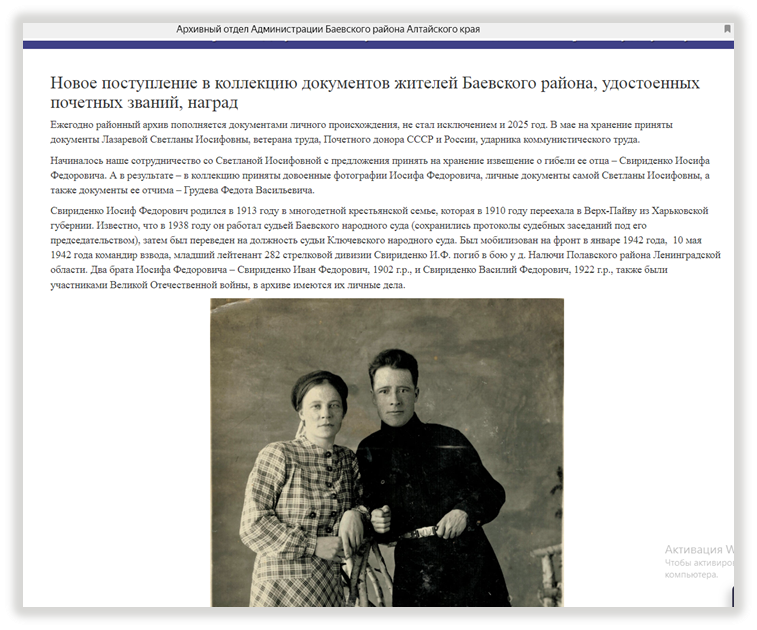 Архивный отдел Администрации Баевского района Алтайского края
Новое поступление в коллекцию документов жителей Баевского района, удостоенных
почетных званий, наград
Ежегодно районный архив пополняется документами личного происхождения, не стал исключением и 2025 год. В мае на хранение приняты
документы Лазаревой Светланы Иосифовны, ветерана труда, Почетного донора СССР и России, ударника коммунистического труда.
Начиналось наше сотрудничество со Светланой Иосифовной с предложения принять на хранение извещение о гибели ее отца – Свириденко Иосифа
Федоровича. А в результате – в коллекцию приняты довоенные фотографии Иосифа Федоровича, личные документы самой Светланы Иосифовны, а
также документы ее отчима – Грудева Федота Васильевича.
Свириденко Иосиф Федорович родился в 1913 году в многодетной крестьянской семье, которая в 1910 году переехала в Верх-Пайву из Харьковской
губернии. Известно, что в 1938 году он работал судьей Баевского народного суда (сохранились протоколы судебных заседаний под его
председательством), затем был переведен на должность судьи Ключевского народного суда. Был мобилизован на фронт в январе 1942 года, 10 мая
1942 года командир взвода, младший лейтенант 282 стрелковой дивизии Свириденко И.Ф. погиб в бою у д. Налючи Полавского района Ленинградской
области. Два брата Иосифа Федоровича – Свириденко Иван Федорович, 1902 г.р., и Свириденко Василий Федорович, 1922 г.р., также были
участниками Великой Отечественной войны, в архиве имеются их личные дела.
Активация W
Чтобы активиров
компьютера.